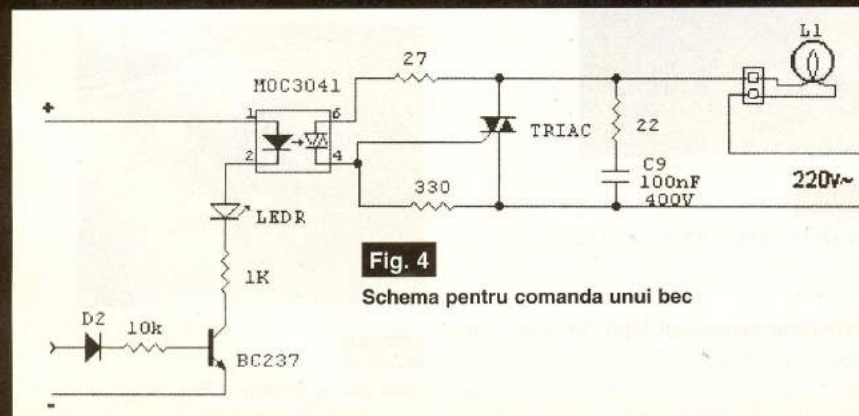 L1
27
MOC3041
+
1
6
2
4
TRIAC
22
C9
100nF
400V
220V~
330
LEDR
Fig. 4
Schema pentru comanda unui bec
1K
D2
10k
BC237
-